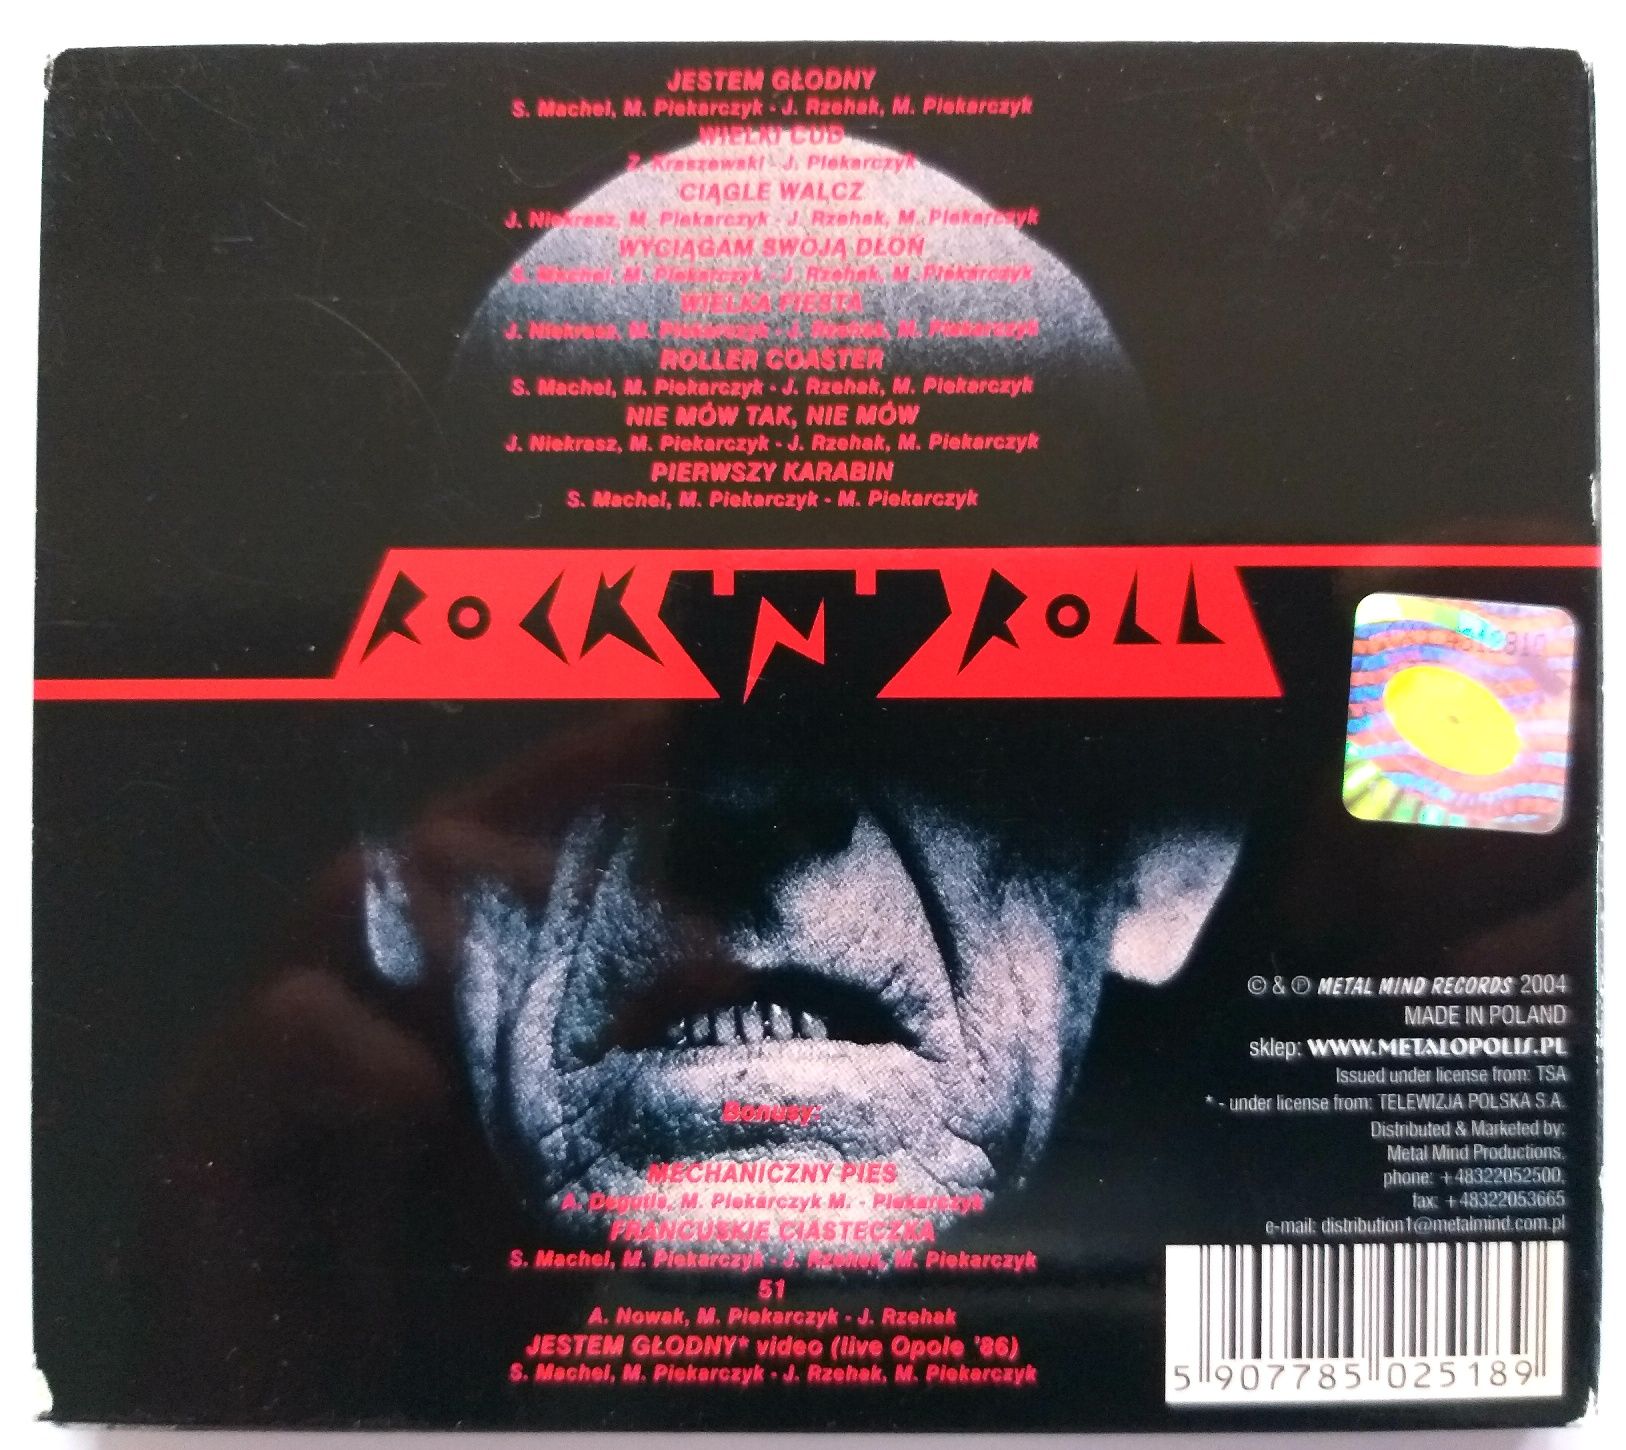 JESTEM GŁODNY
S. Machel, M. Piekarczyk - J. Rzehak, M. Piekarczyk
WIELKI CUD
Z. Kraszewski - J. Piekarczyk
CIĄGLE WALCZ
J. Niekrasz, M. Piekarczyk - J. Rzehak, M. Piekarczyk
WYCIĄGAM SWOJĄ DŁOŃ
S. Machel, M. Piekarczyk - J. Rzehak, M. Piekarczyk
WIELKA FIESTA
J. Niekrasz, M. Piekarczyk - J. Rzehak, M. Piekarczyk
ROLLER COASTER
S. Machel, M. Piekarczyk - J. Rzehak, M. Piekarczyk
NIE MÓW TAK, NIE MÓW
J. Niekrasz, M. Piekarczyk - J. Rzehak, M. Piekarczyk
PIERWSZY KARABIN
S. Machel, M. Piekarczyk - M. Piekarczyk
ROCK 'N' ROLL
Bonusy:
MECHANICZNY PIES
A. Degutis, M. Piekarczyk M. - Piekarczyk
FRANCUSKIE CIASTECZKA
S. Machel, M. Piekarczyk - J. Rzehak, M. Piekarczyk
51
A. Nowak, M. Piekarczyk - J. Rzehak
JESTEM GŁODNY* video (live Opole '86)
S. Machel, M. Piekarczyk - J. Rzehak, M. Piekarczyk
© & ℗ METAL MIND RECORDS 2004
MADE IN POLAND
sklep: WWW.METALOPOLIS.PL
Issued under license from: TSA
* - under license from: TELEWIZJA POLSKA S.A.
Distributed & Marketed by:
Metal Mind Productions,
phone: +48322052500,
fax: +48322053665
e-mail: distribution1@metalmind.com.pl
5 907785 025189